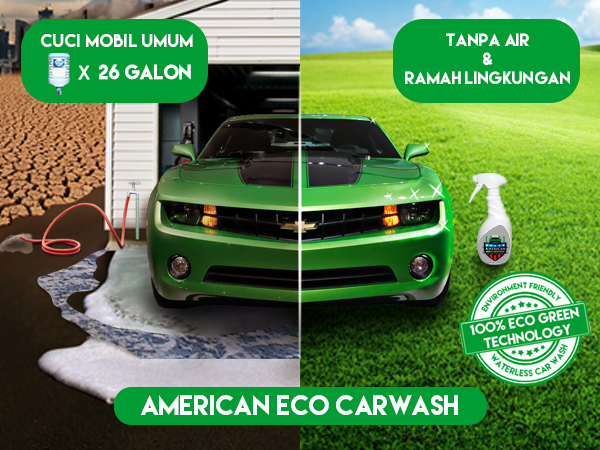 CUCI MOBIL UMUM
X 26 GALON
TANPA AIR
&
RAMAH LINGKUNGAN
AMERICAN
ENVIRONMENT FRIENDLY
100% ECO GREEN
TECHNOLOGY
WATERLESS CAR WASH
AMERICAN ECO CARWASH